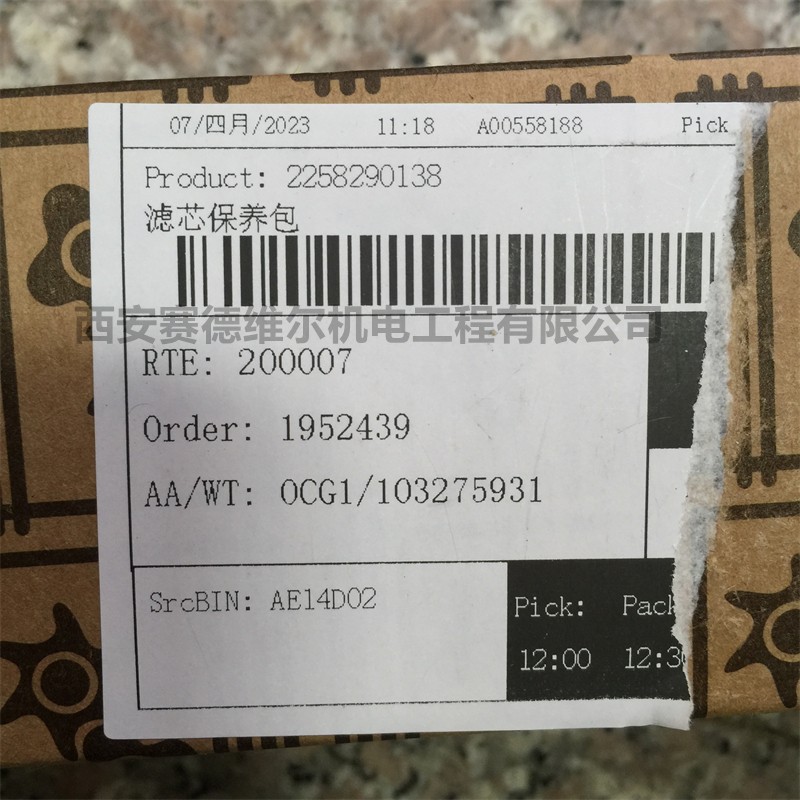 07/四月/2023 11:18 A00558188 Pick
Product: 2258290138
滤芯保养包
西安赛德维尔机电工程有限公司
RTE: 200007
Order: 1952439
AA/WT: OCG1/103275931
SrcBIN: AE14D02
Pick: Pack
12:00 12:3